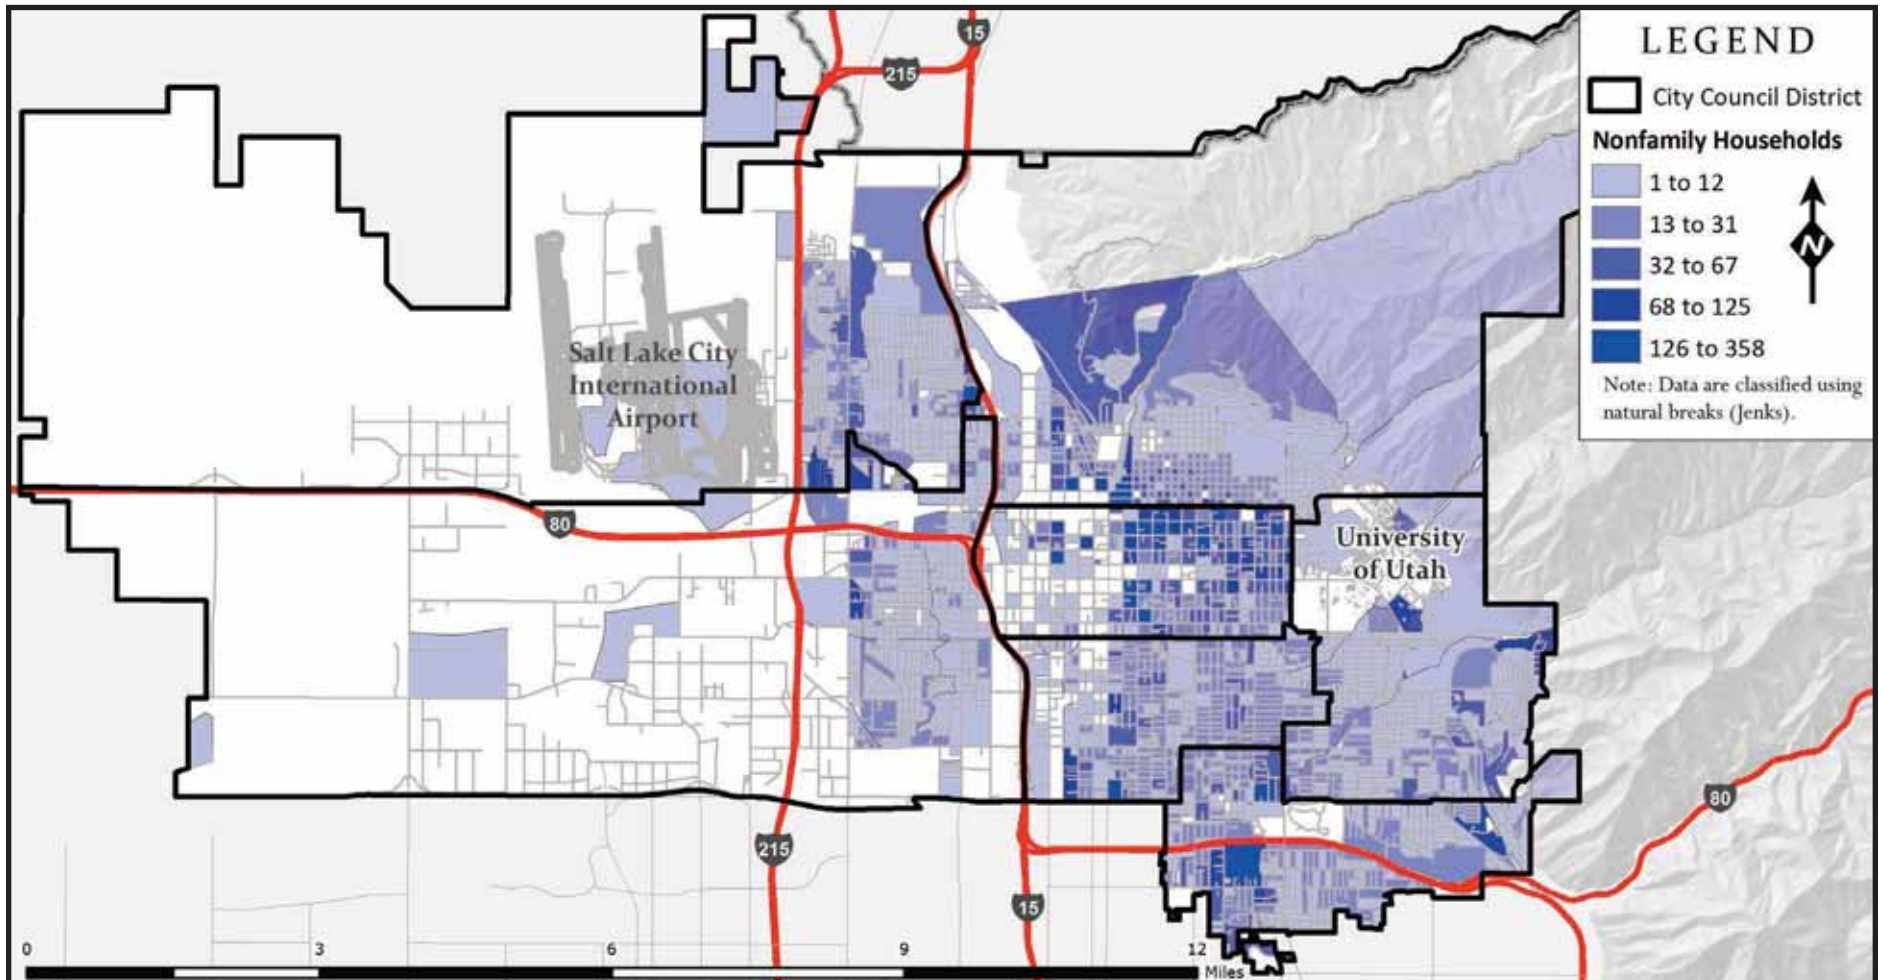 LEGEND
City Council District
Nonfamily Households
1 to 12
13 to 31
32 to 67
68 to 125
126 to 358
N
Note: Data are classified using
natural breaks (Jenks).
15
215
Salt Lake City
International
Airport
80
University
of Utah
80
215
15
0
3
6
9
12
Miles